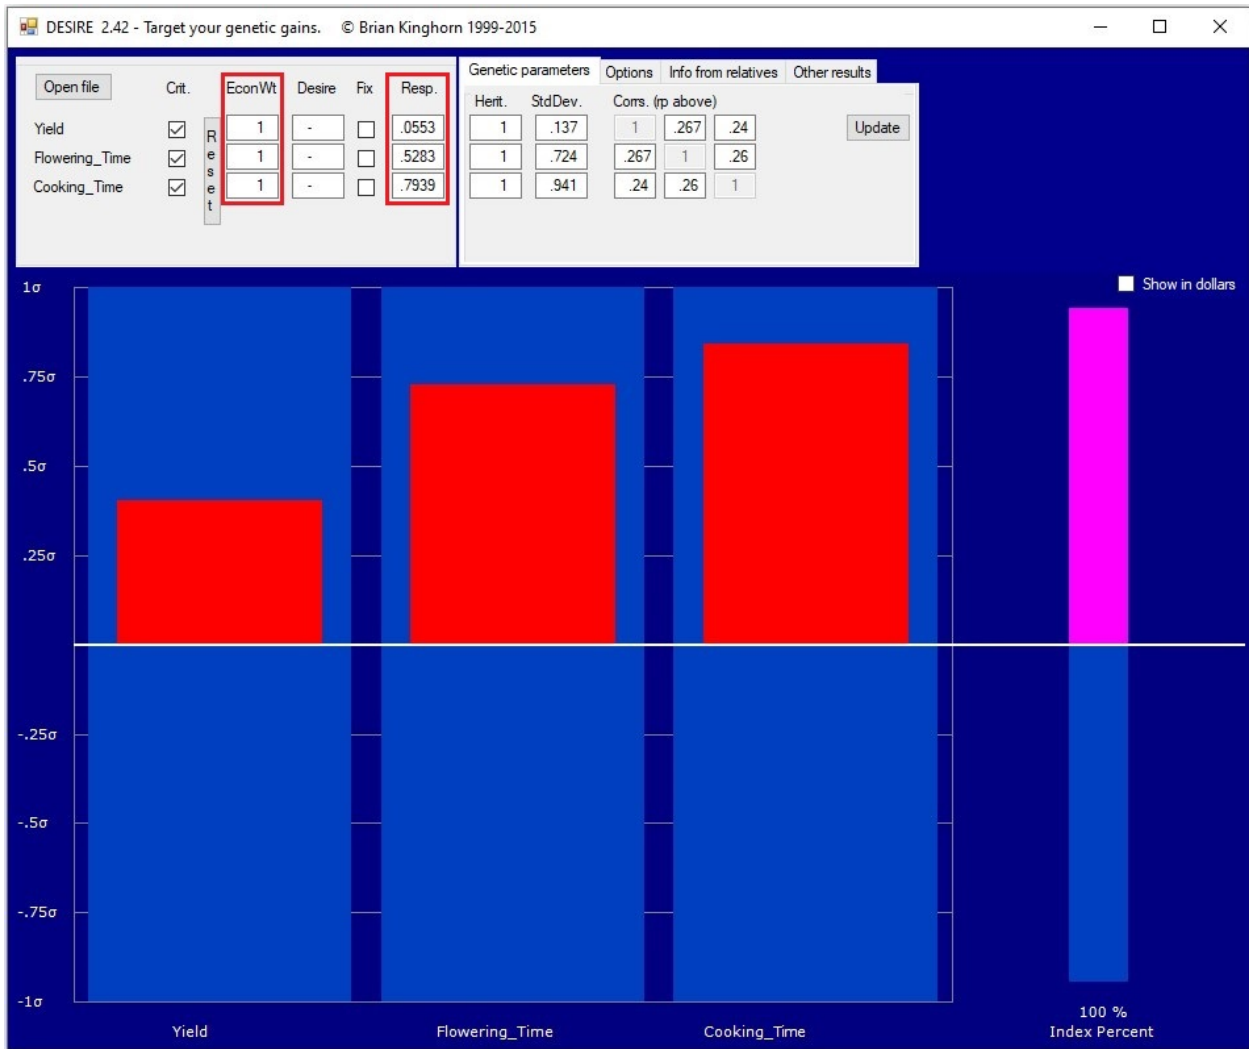 DESIRE 2.42 - Target your genetic gains. © Brian Kinghorn 1999-2015
Open file Crit. EconWt Desire Fix Resp.
Yield 1 - .0553
Flowering_Time 1 - .5283
Cooking_Time 1 - .7939
Reset
Genetic parameters Options Info from relatives Other results
Herit. StdDev. Corrs. (rp above)
1 .137 1 .267 .24 Update
1 .724 .267 1 .26
1 .941 .24 .26 1
Show in dollars
1σ
.75σ
.5σ
.25σ
-.25σ
-.5σ
-.75σ
-1σ
Yield Flowering_Time Cooking_Time
100 %
Index Percent